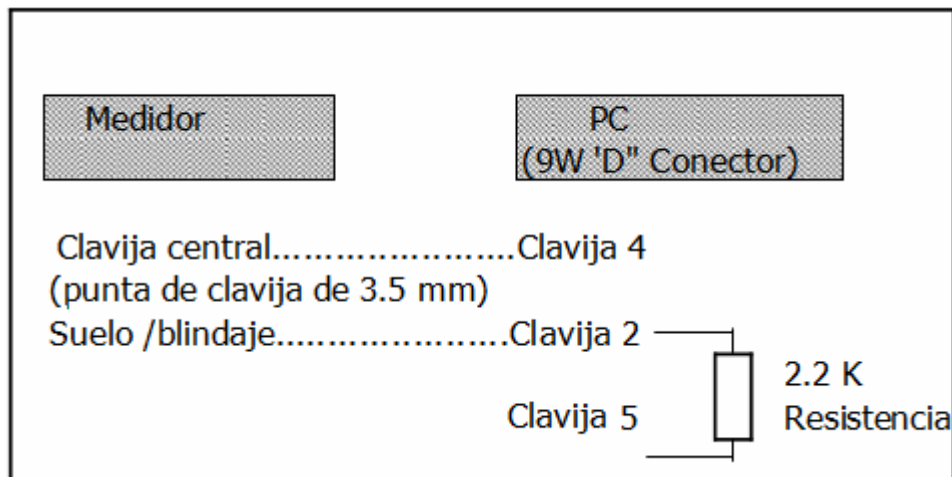 Medidor
PC
(9W 'D" Conector)
Clavija central.......................Clavija 4
(punta de clavija de 3.5 mm)
Suelo /blindaje......................Clavija 2
2.2 K
Clavija 5
Resistencia